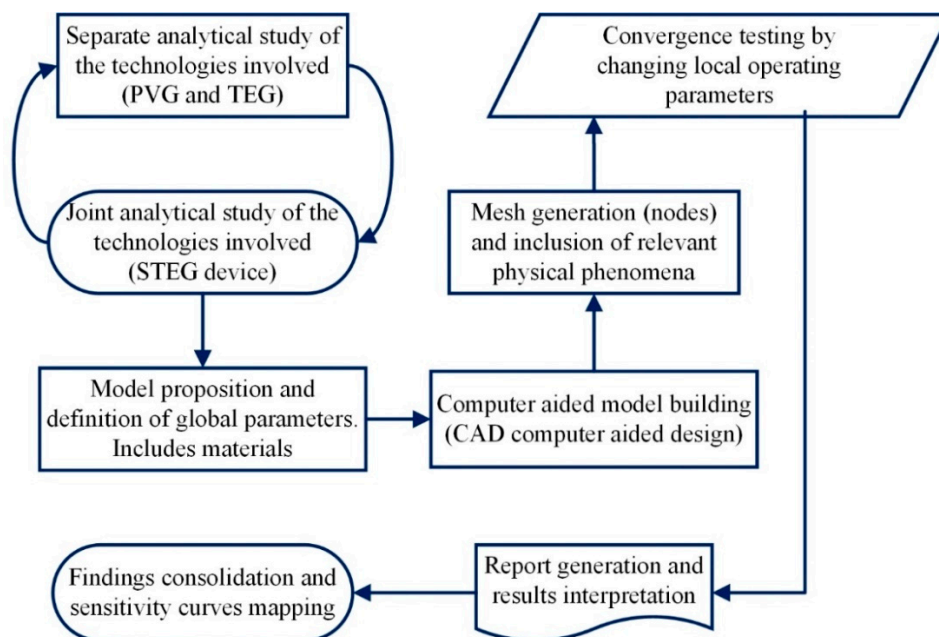 Separate analytical study of
the technologies involved
(PVG and TEG)
Joint analytical study of the
technologies involved
(STEG device)
Model proposition and
definition of global parameters.
Includes materials
Computer aided model building
(CAD computer aided design)
Mesh generation (nodes)
and inclusion of relevant
physical phenomena
Convergence testing by
changing local operating
parameters
Report generation and
results interpretation
Findings consolidation and
sensitivity curves mapping